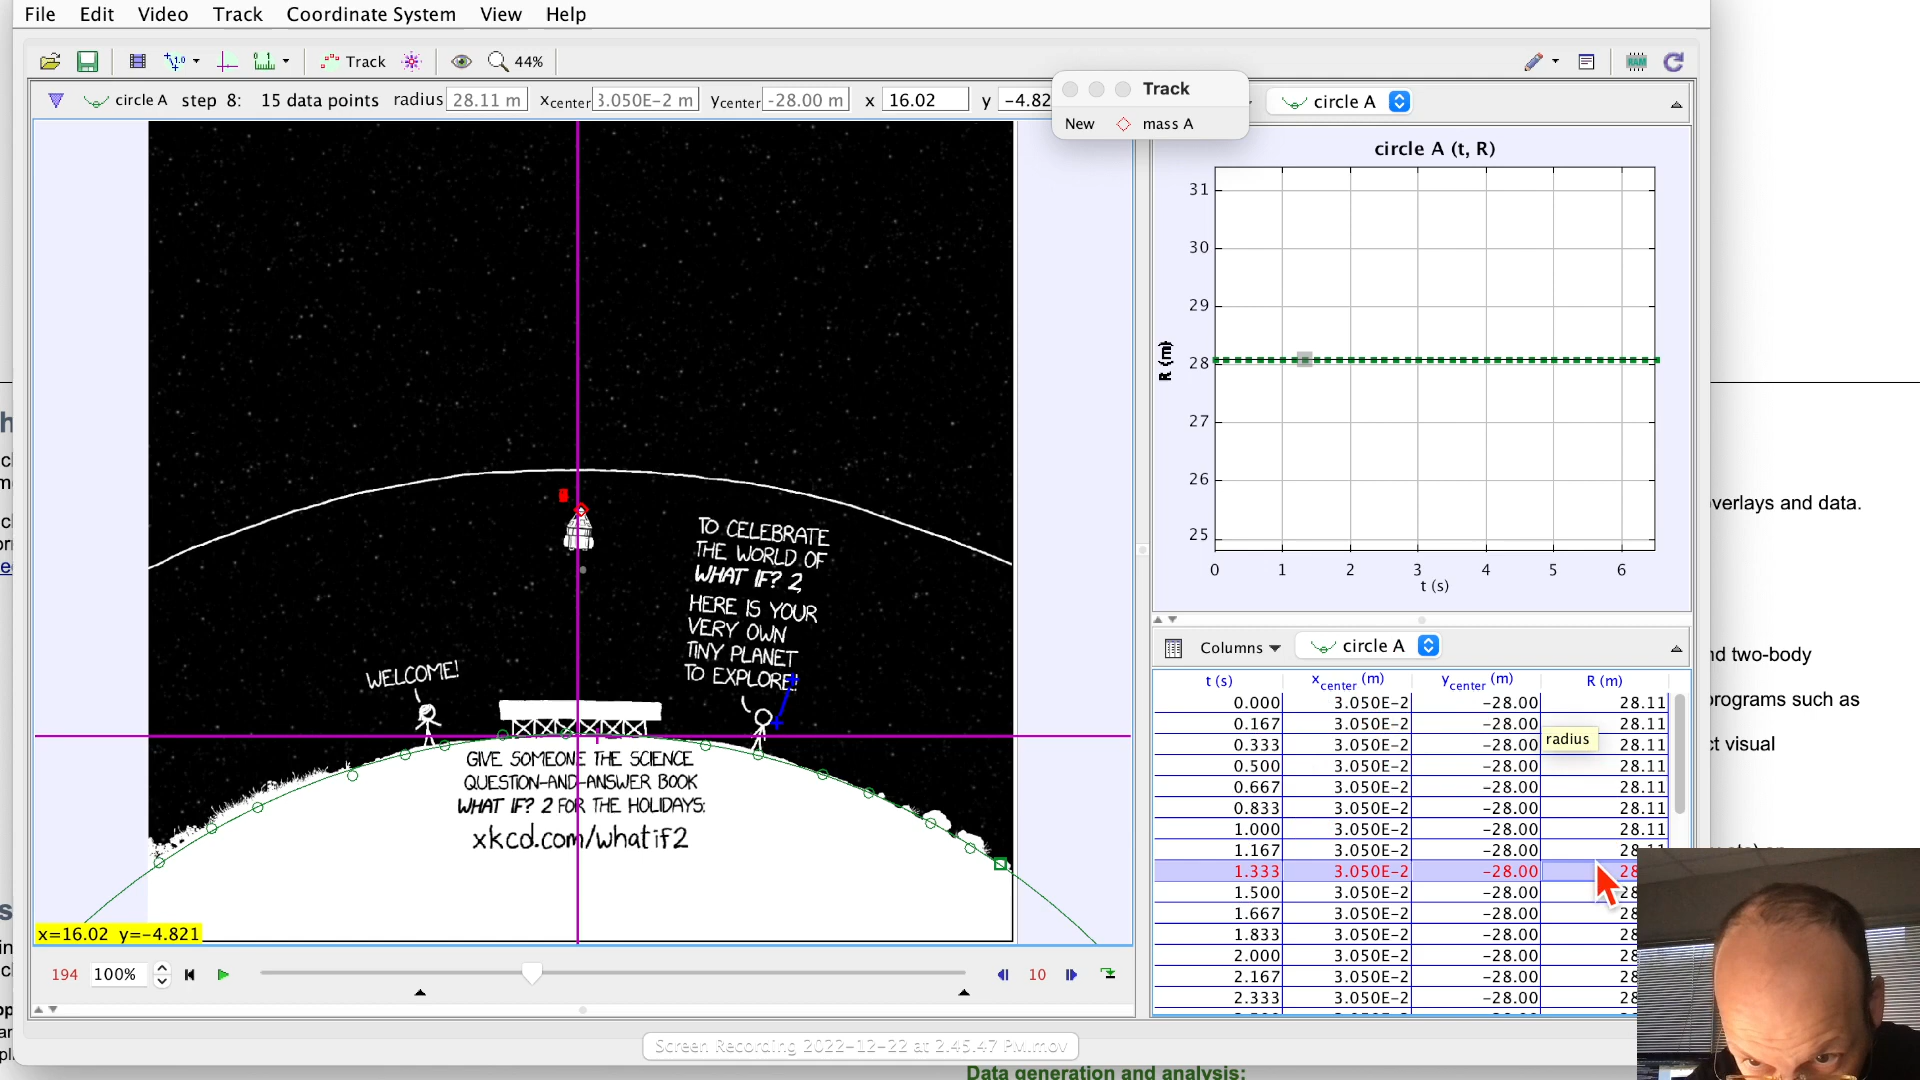 File Edit Video Track Coordinate System View Help
Track 44%
circle A step 8: 15 data points radius 28.11 m xcenter 3.050E-2 m ycenter -28.00 m x 16.02 y -4.82
Track
New mass A
circle A
circle A (t, R)
31
30
29
28
27
26
25
R (m)
0 1 2 3 4 5 6
t (s)
TO CELEBRATE
THE WORLD OF
WHAT IF? 2,
HERE IS YOUR
VERY OWN
TINY PLANET
TO EXPLORE!
WELCOME!
GIVE SOMEONE THE SCIENCE
QUESTION-AND-ANSWER BOOK
WHAT IF? 2 FOR THE HOLIDAYS:
xkcd.com/whatif2
x=16.02 y=-4.821
194 100% 10
Screen Recording 2022-12-22 at 2.45.47 PM.mov
Columns circle A
t (s) xcenter (m) ycenter (m) R (m)
0.000 3.050E-2 -28.00 28.11
0.167 3.050E-2 -28.00 28.11
0.333 3.050E-2 -28.00 28.11
0.500 3.050E-2 -28.00 28.11
0.667 3.050E-2 -28.00 28.11
0.833 3.050E-2 -28.00 28.11
1.000 3.050E-2 -28.00 28.11
1.167 3.050E-2 -28.00 28.11
1.333 3.050E-2 -28.00 28
1.500 3.050E-2 -28.00 28
1.667 3.050E-2 -28.00 28
1.833 3.050E-2 -28.00 28
2.000 3.050E-2 -28.00 28
2.167 3.050E-2 -28.00 28
2.333 3.050E-2 -28.00 28
radius
overlays and data.
nd two-body
programs such as
ct visual
Data generation and analysis: